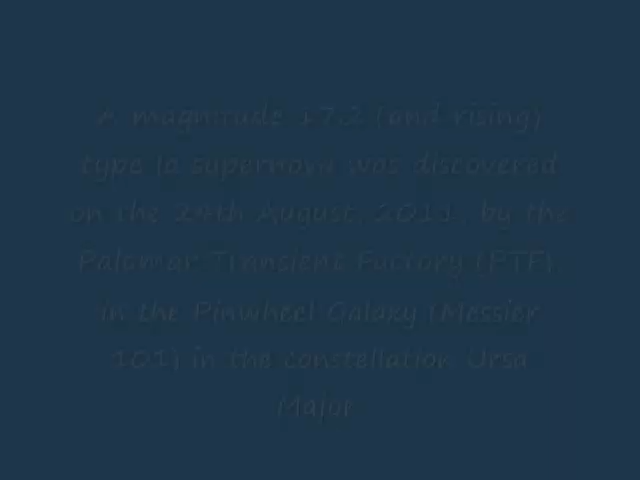 A magnitude 17.2 (and rising)
type Ia supernova was discovered
on the 24th August, 2011, by the
Palomar Transient Factory (PTF)
in the Pinwheel Galaxy (Messier
101) in the constellation Ursa
Major